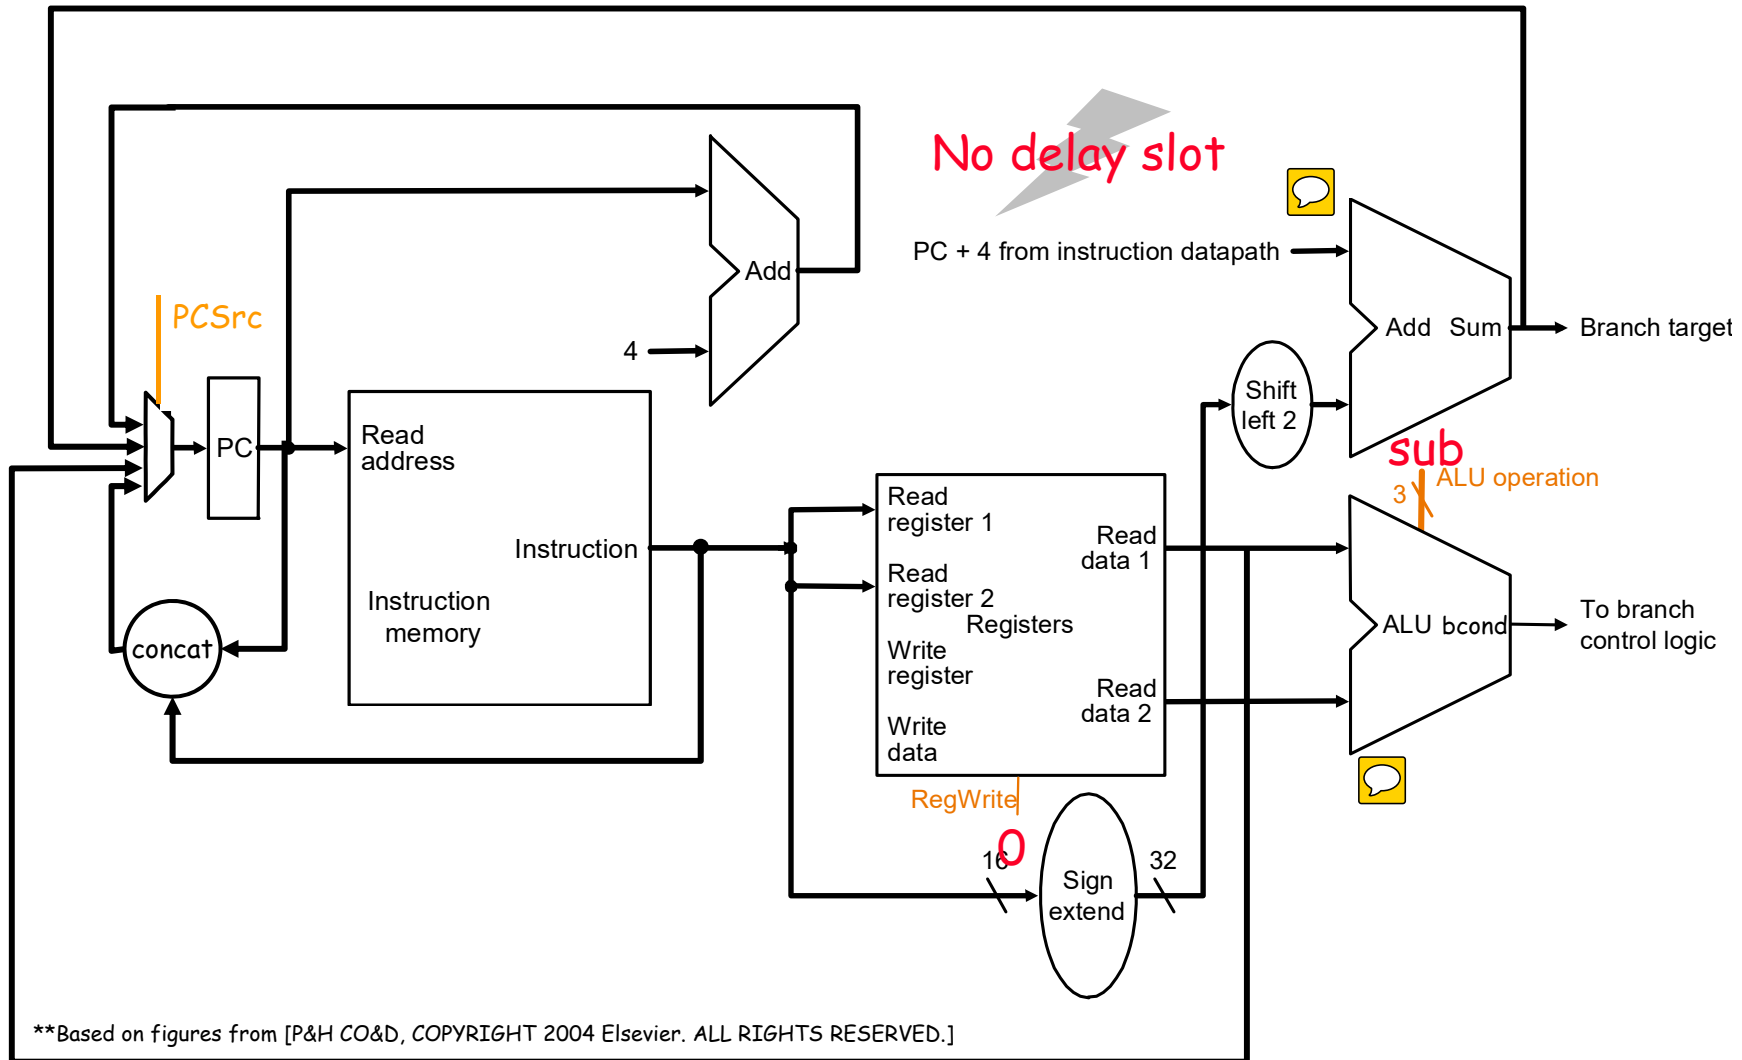 No delay slot
PC + 4 from instruction datapath
Add
PCSrc
4
Add Sum
Branch target
Shift
left 2
PC
Read
address
sub
ALU operation
3
Read
register 1
Read
data 1
Instruction
Read
register 2
Instruction
memory
Registers
ALU bcond
To branch
control logic
concat
Write
register
Read
data 2
Write
data
RegWrite
0
16
32
Sign
extend
**Based on figures from [P&H CO&D, COPYRIGHT 2004 Elsevier. ALL RIGHTS RESERVED.]